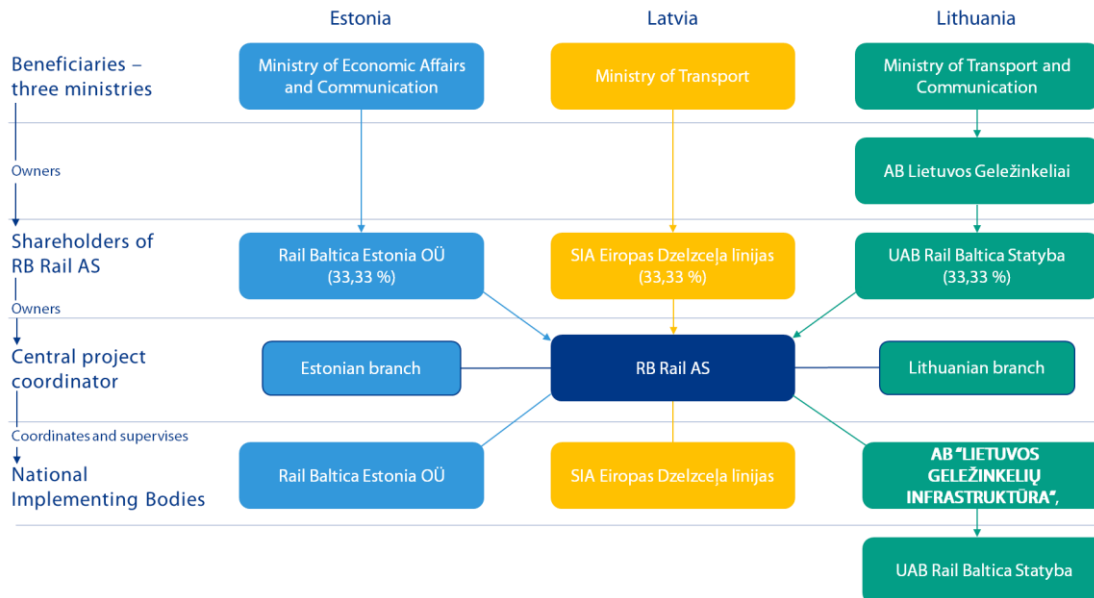 Estonia
Latvia
Lithuania
Beneficiaries –
three ministries
Ministry of Economic Affairs
and Communication
Ministry of Transport
Ministry of Transport and
Communication
Owners
AB Lietuvos Geležinkeliai
Shareholders of
RB Rail AS
Rail Baltica Estonia OÜ
(33,33 %)
SIA Eiropas Dzelzceļa līnijas
(33,33 %)
UAB Rail Baltica Statyba
(33,33 %)
Owners
Central project
coordinator
Estonian branch
RB Rail AS
Lithuanian branch
Coordinates and supervises
National
Implementing Bodies
Rail Baltica Estonia OÜ
SIA Eiropas Dzelzceļa līnijas
AB “LIETUVOS
GELEŽINKELIŲ
INFRASTRUKTŪRA”,
UAB Rail Baltica Statyba